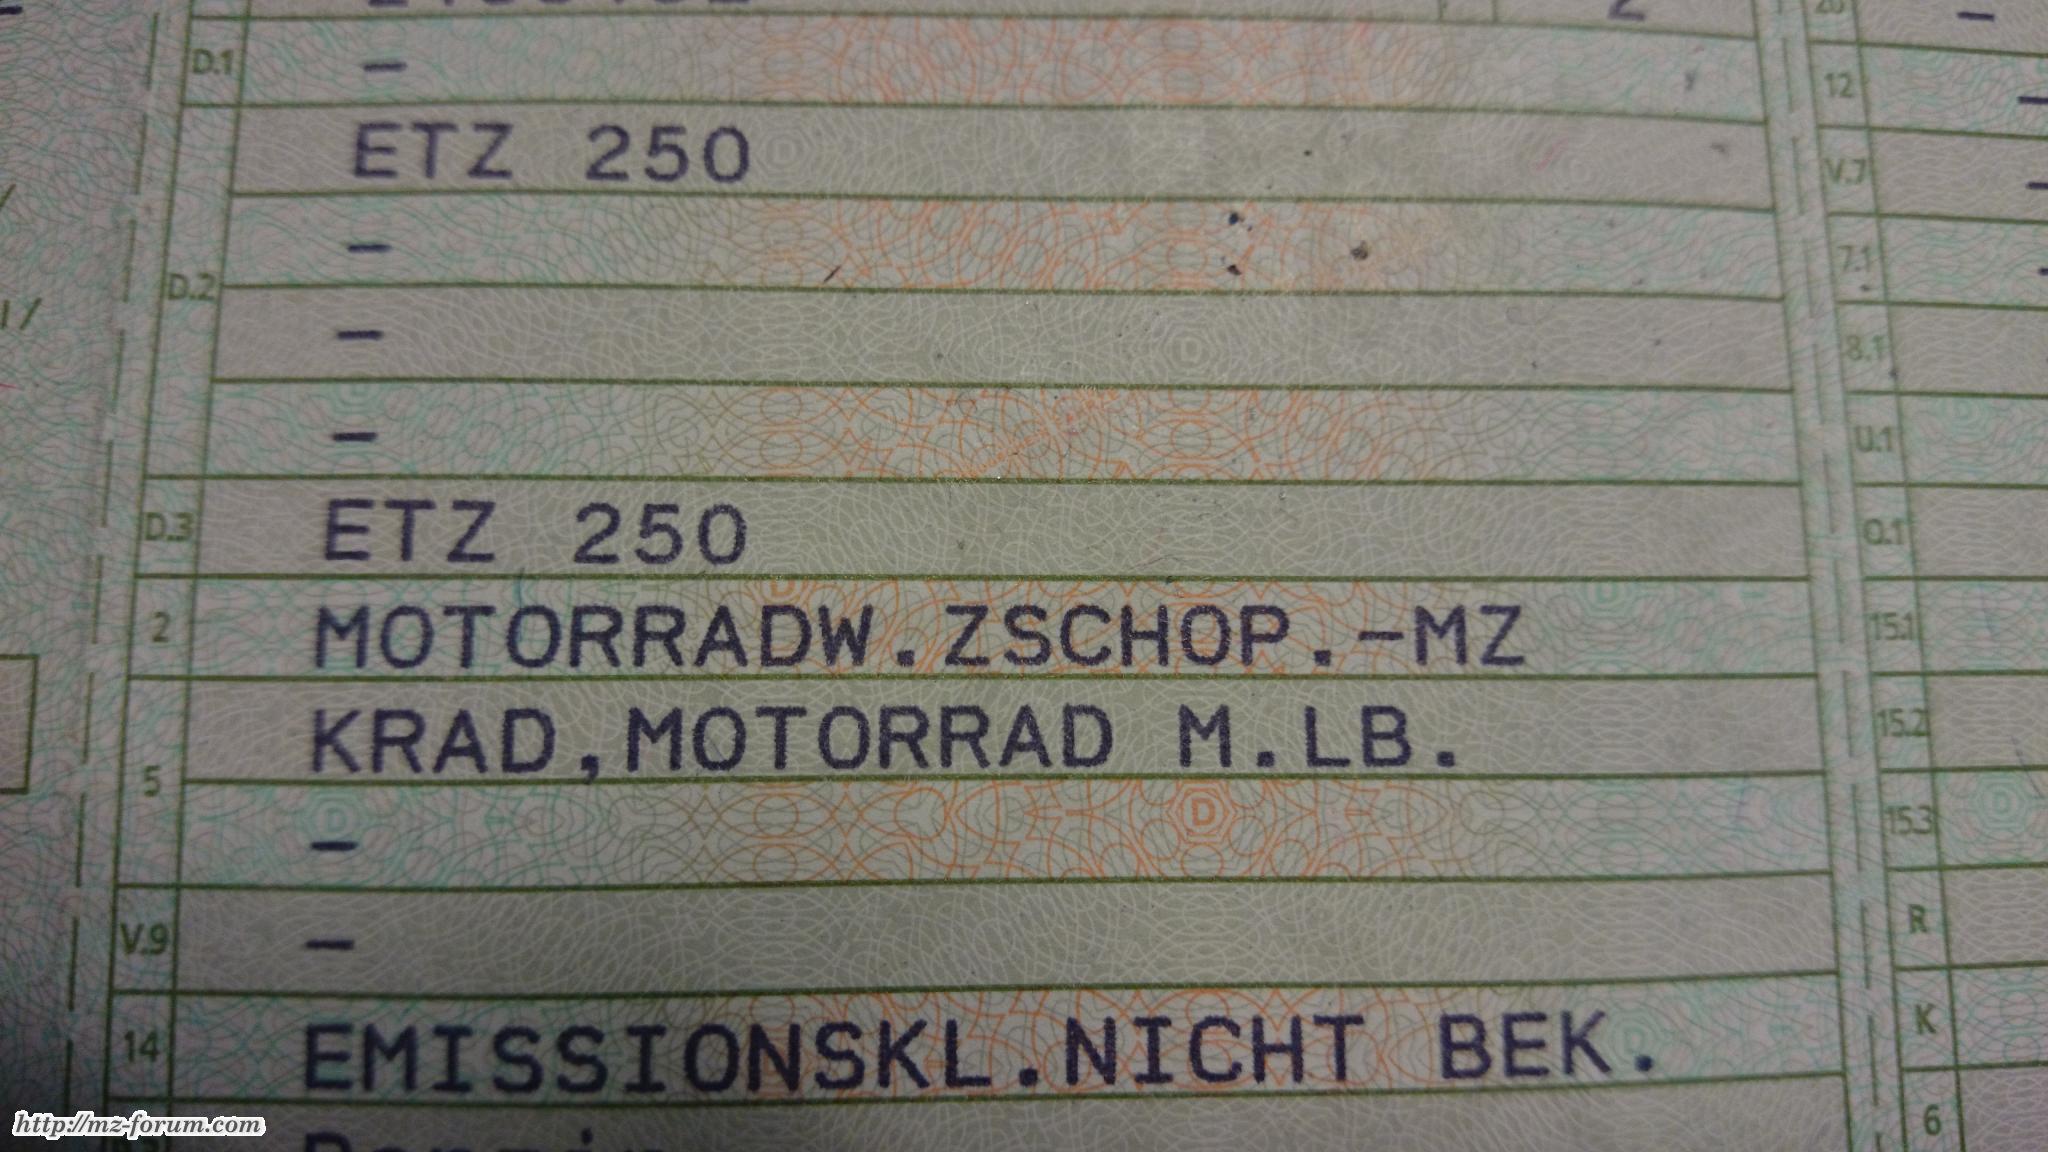 D.1 –
ETZ 250
–
D.2 –
–
D.3 ETZ 250
2 MOTORRADW.ZSCHOP.-MZ
5 KRAD,MOTORRAD M.LB.
–
V.9 –
14 EMISSIONSKL.NICHT BEK.
20 –
12 –
V.7 –
7.1 –
8.1
U.1
O.1
15.1
15.2
15.3
R
K
6
http://mz-forum.com